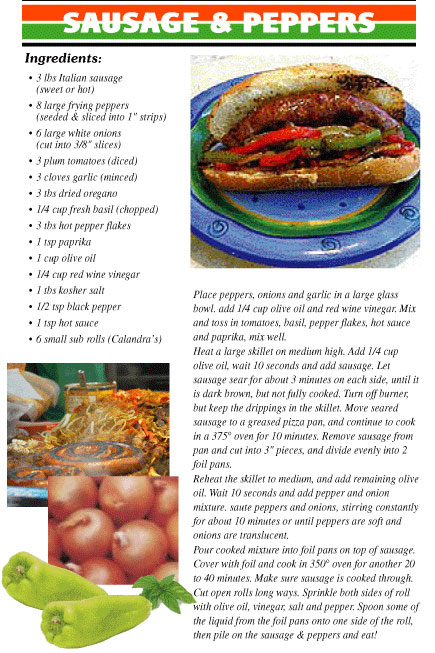 SAUSAGE & PEPPERS
Ingredients:
• 3 lbs Italian sausage
(sweet or hot)
• 8 large frying peppers
(seeded & sliced into 1" strips)
• 6 large white onions
(cut into 3/8" slices)
• 3 plum tomatoes (diced)
• 3 cloves garlic (minced)
• 3 tbs dried oregano
• 1/4 cup fresh basil (chopped)
• 3 tbs hot pepper flakes
• 1 tsp paprika
• 1 cup olive oil
• 1/4 cup red wine vinegar
• 1 tbs kosher salt
• 1/2 tsp black pepper
• 1 tsp hot sauce
• 6 small sub rolls (Calandra's)
Place peppers, onions and garlic in a large glass
bowl, add 1/4 cup olive oil and red wine vinegar. Mix
and toss in tomatoes, basil, pepper flakes, hot sauce
and paprika, mix well.
Heat a large skillet on medium high. Add 1/4 cup
olive oil, wait 10 seconds and add sausage. Let
sausage sear for about 3 minutes on each side, until it
is dark brown, but not fully cooked. Turn off burner,
but keep the drippings in the skillet. Move seared
sausage to a greased pizza pan, and continue to cook
in a 375° oven for 10 minutes. Remove sausage from
pan and cut into 3" pieces, and divide evenly into 2
foil pans.
Reheat the skillet to medium, and add remaining olive
oil. Wait 10 seconds and add pepper and onion
mixture. saute peppers and onions, stirring constantly
for about 10 minutes or until peppers are soft and
onions are translucent.
Pour cooked mixture into foil pans on top of sausage.
Cover with foil and cook in 350° oven for another 20
to 40 minutes. Make sure sausage is cooked through.
Cut open rolls long ways. Sprinkle both sides of roll
with olive oil, vinegar, salt and pepper. Spoon some of
the liquid from the foil pans onto one side of the roll,
then pile on the sausage & peppers and eat!